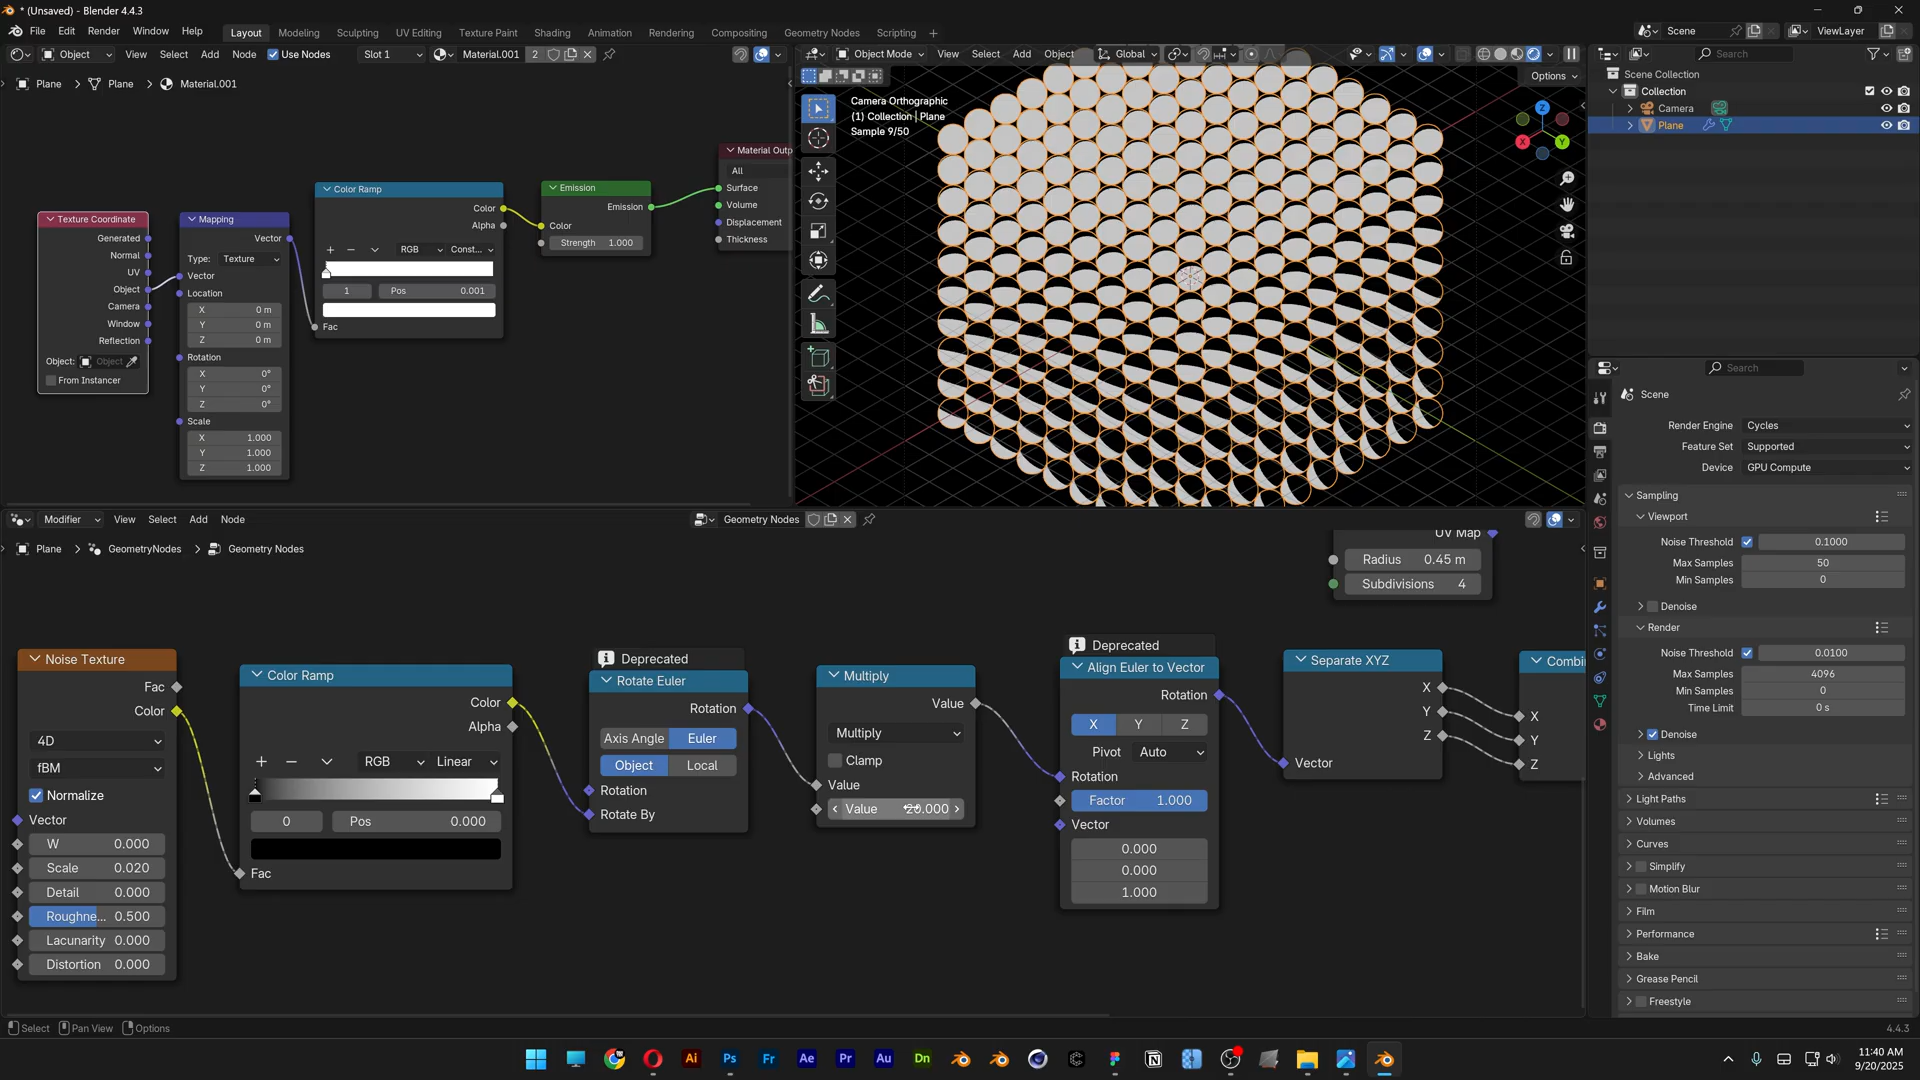 * (Unsaved) - Blender 4.4.3
File Edit Render Window Help
Layout Modeling Sculpting UV Editing Texture Paint Shading Animation Rendering Compositing Geometry Nodes Scripting
Scene
ViewLayer
Object View Select Add Node Use Nodes Slot 1 Material.001 2
Plane Plane Material.001
Object Mode View Select Add Object Global
Options
Camera Orthographic
(1) Collection | Plane
Sample 9/50
Z
X
Y
Texture Coordinate
Generated
Normal
UV
Object
Camera
Window
Reflection
Object: Object
From Instancer
Mapping
Vector
Type: Texture
Vector
Location
X 0 m
Y 0 m
Z 0 m
Rotation
X 0°
Y 0°
Z 0°
Scale
X 1.000
Y 1.000
Z 1.000
Color Ramp
Color
Alpha
RGB Const...
1 Pos 0.001
Fac
Emission
Emission
Color
Strength 1.000
Material Outp
All
Surface
Volume
Displacement
Thickness
Search
Scene Collection
Collection
Camera
Plane
Search
Scene
Render Engine Cycles
Feature Set Supported
Device GPU Compute
Sampling
Viewport
Noise Threshold 0.1000
Max Samples 50
Min Samples 0
Denoise
Render
Noise Threshold 0.0100
Max Samples 4096
Min Samples 0
Time Limit 0 s
Denoise
Lights
Advanced
Light Paths
Volumes
Curves
Simplify
Motion Blur
Film
Performance
Bake
Grease Pencil
Freestyle
Modifier View Select Add Node Geometry Nodes
Plane GeometryNodes Geometry Nodes
UV Map
Radius 0.45 m
Subdivisions 4
Noise Texture
Fac
Color
4D
fBM
Normalize
Vector
W 0.000
Scale 0.020
Detail 0.000
Roughne... 0.500
Lacunarity 0.000
Distortion 0.000
Color Ramp
Color
Alpha
RGB Linear
0 Pos 0.000
Fac
Deprecated
Rotate Euler
Rotation
Axis Angle Euler
Object Local
Rotation
Rotate By
Multiply
Value
Multiply
Clamp
Value
Value
Deprecated
Align Euler to Vector
Rotation
X Y Z
Pivot Auto
Rotation
Factor 1.000
Vector
0.000
0.000
1.000
Separate XYZ
X
Y
Z
Vector
Combi
X
Y
Z
Select Pan View Options
4.4.3
Ai Ps Fr Ae Pr Au Dn
11:40 AM
9/20/2025